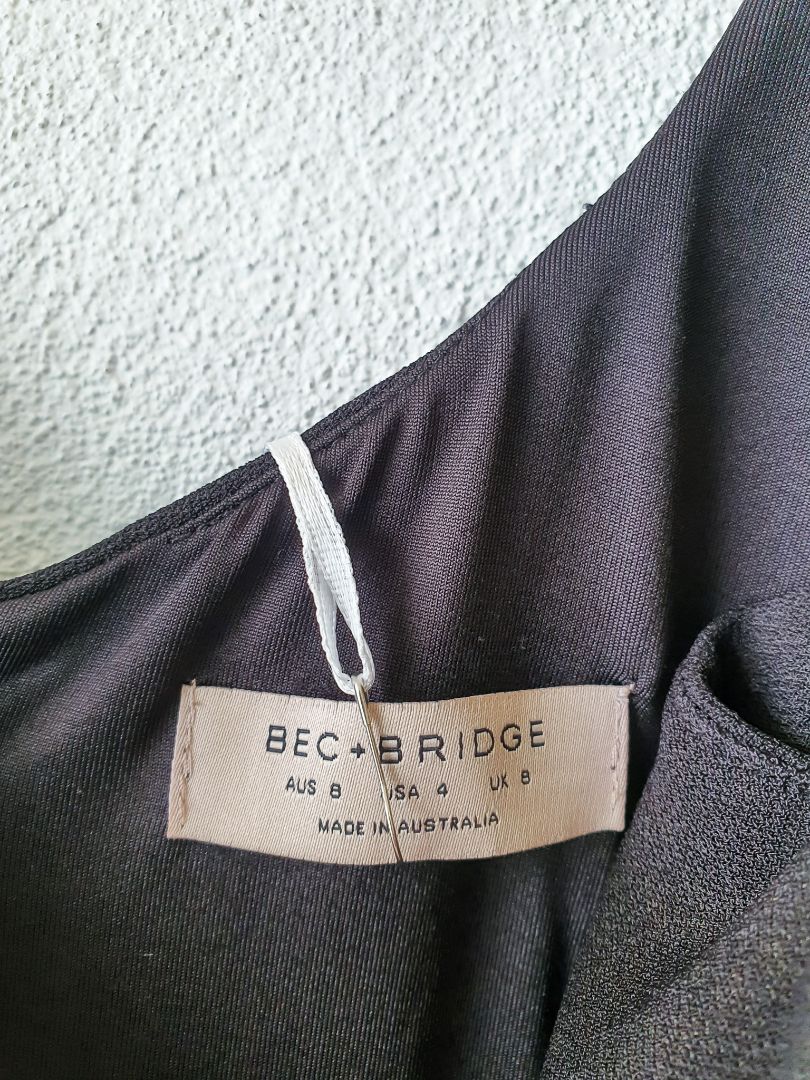 BEC+BRIDGE
AUS 8 USA 4 UK 8
MADE IN AUSTRALIA